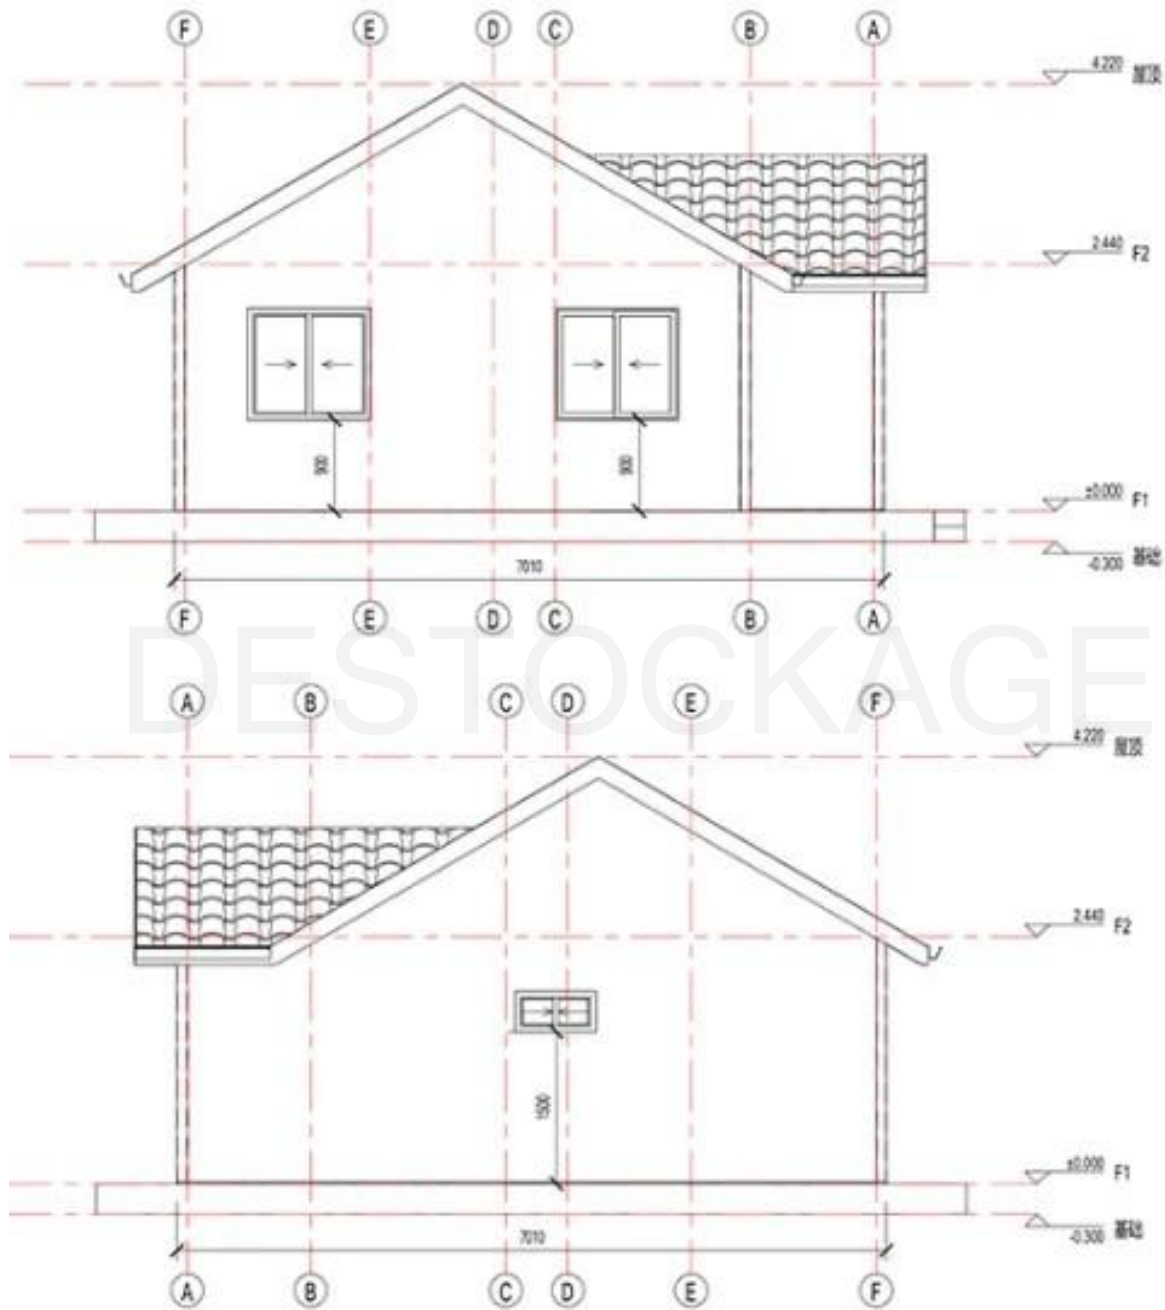 F E D C B A
4.220 屋顶
2.440 F2
900 900
±0.000 F1
-0.300 基础
7010
F E D C B A
DESTOCKAGE
A B C D E F
4.220 屋顶
2.440 F2
1500
±0.000 F1
-0.300 基础
7010
A B C D E F